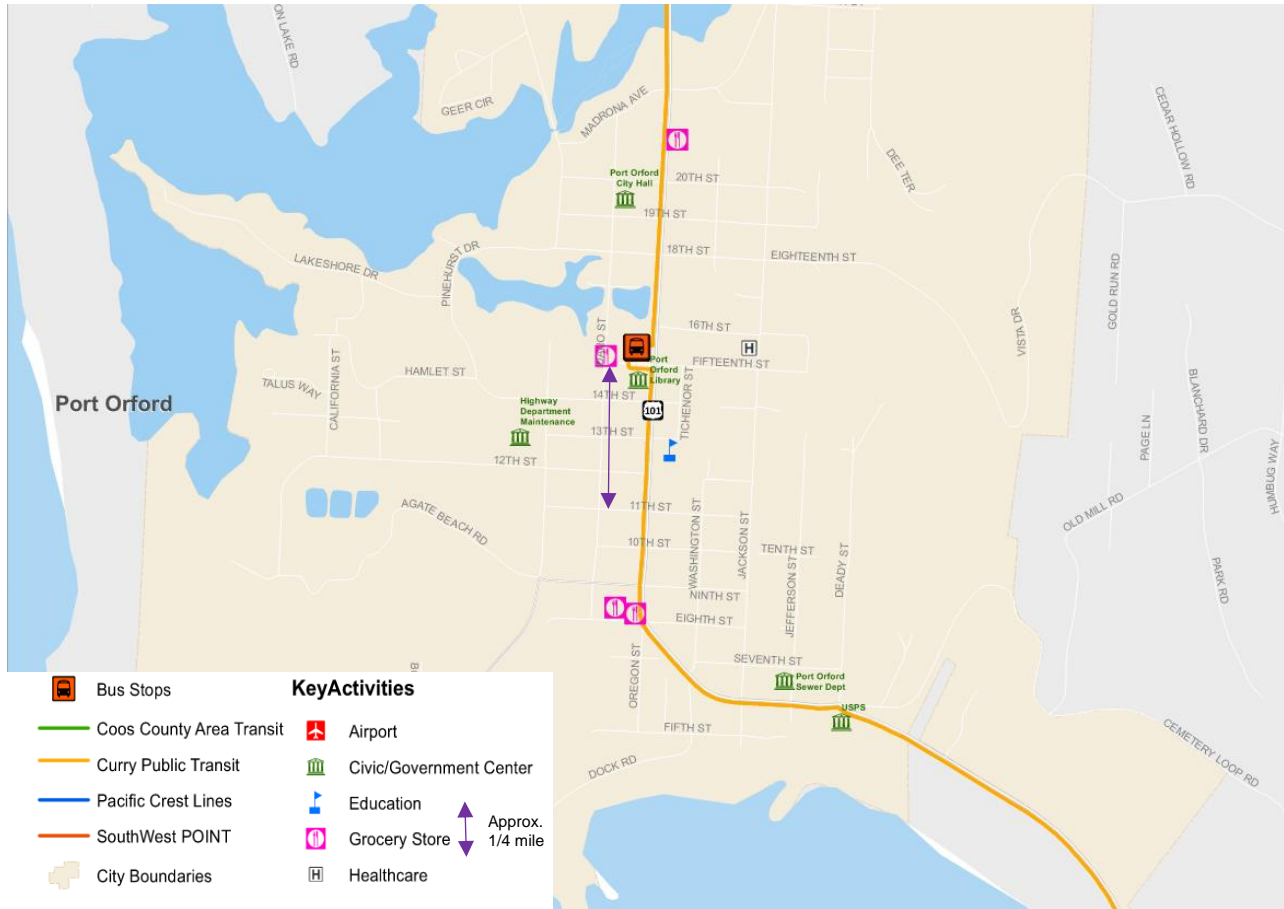 ON LAKE RD
GEER CIR
MADRONA AVE
CEDAR HOLLOW RD
DEE TER
20TH ST
Port Orford
City Hall
19TH ST
18TH ST
EIGHTEENTH ST
LAKESHORE DR
PINEHURST DR
GOLD RUN RD
VISTA DR
16TH ST
H
FIFTEENTH ST
Port
Orford
Library
CALIFORNIA ST
HAMLET ST
TALUS WAY
14TH ST
TICHENOR ST
BLANCHARD DR
Port Orford
Highway
Department
Maintenance
101
13TH ST
12TH ST
PAGE LN
HUMBUG WAY
OLD MILL RD
AGATE BEACH RD
11TH ST
WASHINGTON ST
JACKSON ST
10TH ST
TENTH ST
JEFFERSON ST
DEADY ST
PARK RD
NINTH ST
EIGHTH ST
OREGON ST
SEVENTH ST
Port Orford
Sewer Dept
USPS
FIFTH ST
DOCK RD
CEMETERY LOOP RD
Bus Stops
Coos County Area Transit
Curry Public Transit
Pacific Crest Lines
SouthWest POINT
City Boundaries
KeyActivities
Airport
Civic/Government Center
Education
Grocery Store
H Healthcare
Approx.
1/4 mile